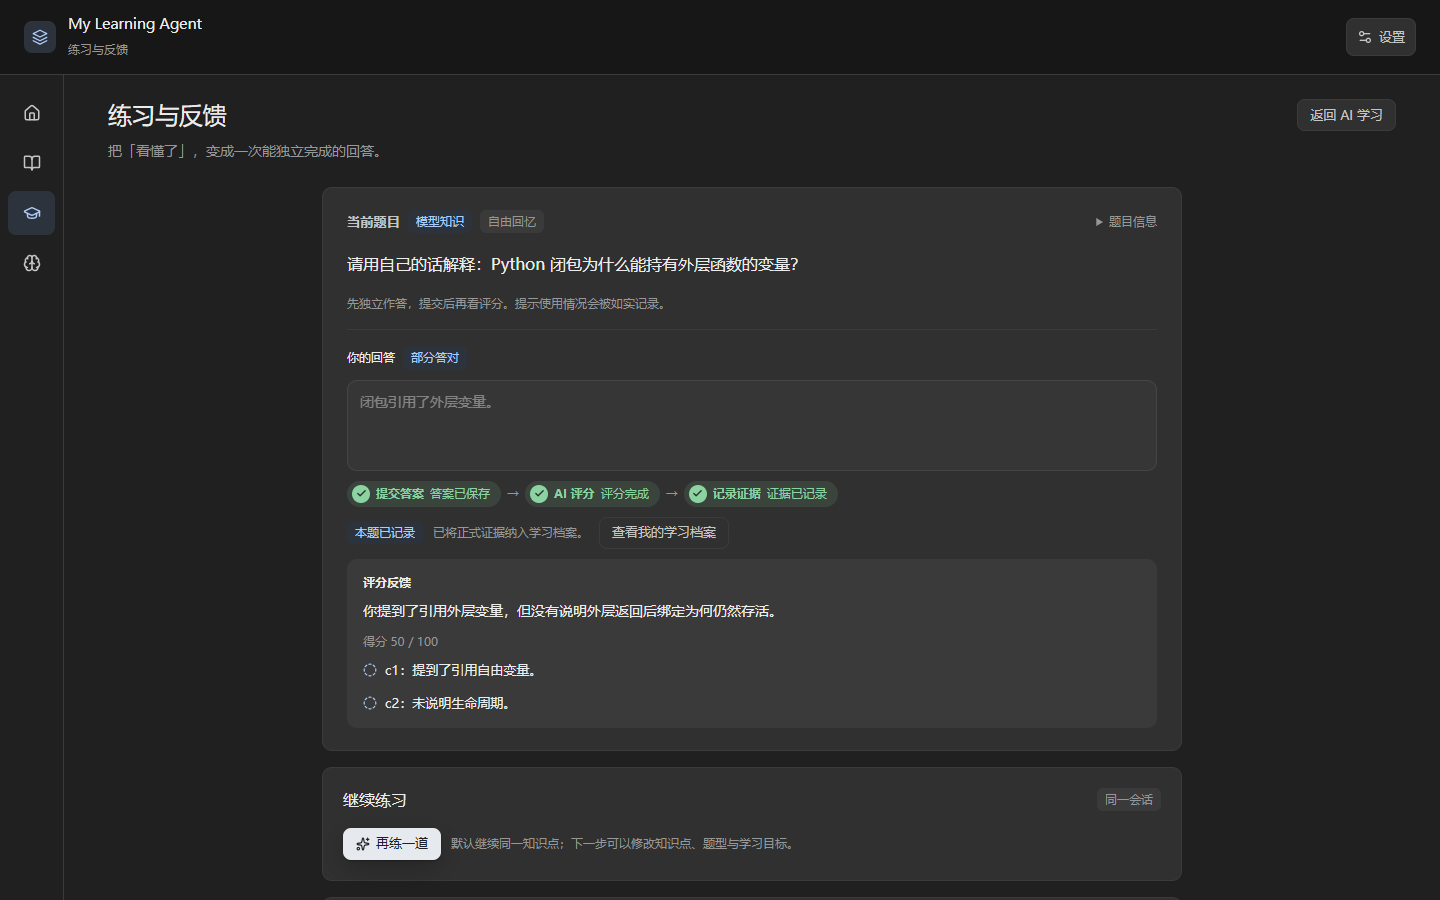 My Learning Agent
练习与反馈
设置
练习与反馈
返回 AI 学习
把「看懂了」，变成一次能独立完成的回答。
当前题目 模型知识 自由回忆
题目信息
请用自己的话解释：Python 闭包为什么能持有外层函数的变量？
先独立作答，提交后再看评分。提示使用情况会被如实记录。
你的回答 部分答对
闭包引用了外层变量。
提交答案 答案已保存 → AI 评分 评分完成 → 记录证据 证据已记录
本题已记录 已将正式证据纳入学习档案。 查看我的学习档案
评分反馈
你提到了引用外层变量，但没有说明外层返回后绑定为何仍然存活。
得分 50 / 100
c1：提到了引用自由变量。
c2：未说明生命周期。
继续练习
同一会话
再练一道 默认继续同一知识点；下一步可以修改知识点、题型与学习目标。